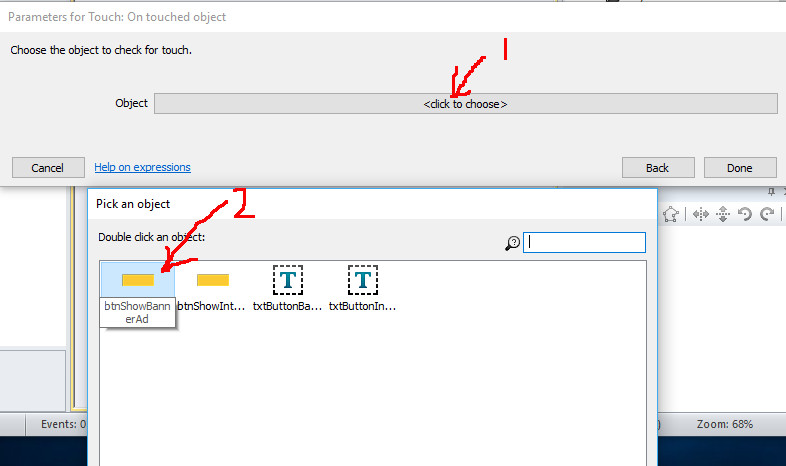 Parameters for Touch: On touched object
Choose the object to check for touch.
1
Object
<click to choose>
Cancel
Help on expressions
Back
Done
Pick an object
2
Double click an object:
btnShowBann
erAd
btnShowInt...
txtButtonBa...
txtButtonIn...
Events: 0
Zoom: 68%